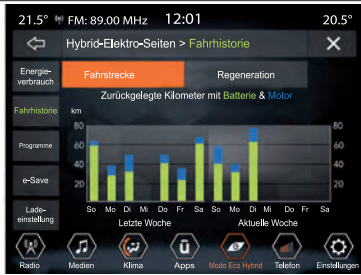 21.5° FM: 89.00 MHz 12:01 20.5°
Hybrid-Elektro-Seiten > Fahrhistorie
Energie-
verbrauch
Fahrstrecke Regeneration
Zurückgelegte Kilometer mit Batterie & Motor
Fahrhistorie
km
80 80
60 60
Programme
40 40
20 20
e-Save
So Mo Di Mi Do Fr Sa So Mo Di Mi Do Fr Sa
Lade-
einstellung
Letzte Woche Aktuelle Woche
Radio Medien Klima Apps Modo Eco Hybrid Telefon Einstellungen